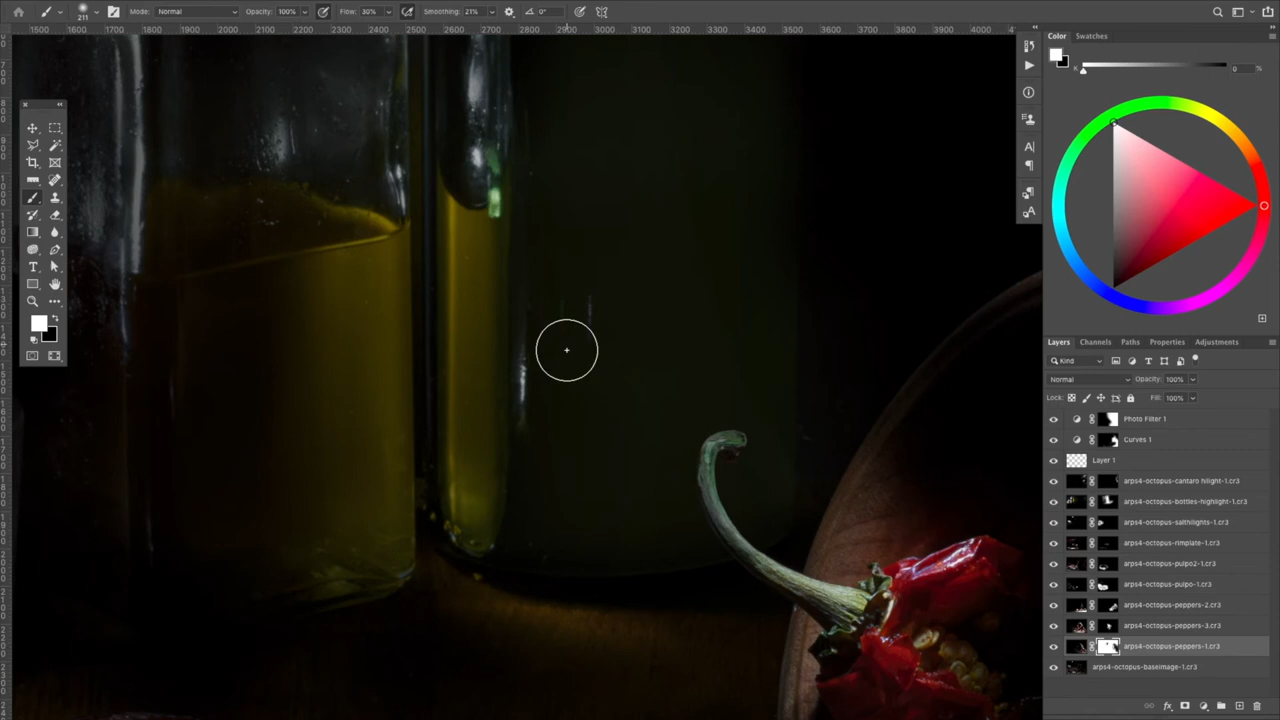 211 Mode: Normal Opacity: 100% Flow: 30% Smoothing: 21% 0°
1500 1600 1700 1800 1900 2000 2100 2200 2300 2400 2500 2600 2700 2800 2900 3000 3100 3200 3300 3400 3500 3600 3700 3800 3900 4000
Color Swatches
K 0 %
Layers Channels Paths Properties Adjustments
Kind
Normal Opacity: 100%
Lock: Fill: 100%
Photo Filter 1
Curves 1
Layer 1
arps4-octopus-cantaro hilight-1.cr3
arps4-octopus-bottles-highlight-1.cr3
arps4-octopus-salthilights-1.cr3
arps4-octopus-rimplate-1.cr3
arps4-octopus-pulpo2-1.cr3
arps4-octopus-pulpo-1.cr3
arps4-octopus-peppers-2.cr3
arps4-octopus-peppers-3.cr3
arps4-octopus-peppers-1.cr3
arps4-octopus-baseimage-1.cr3